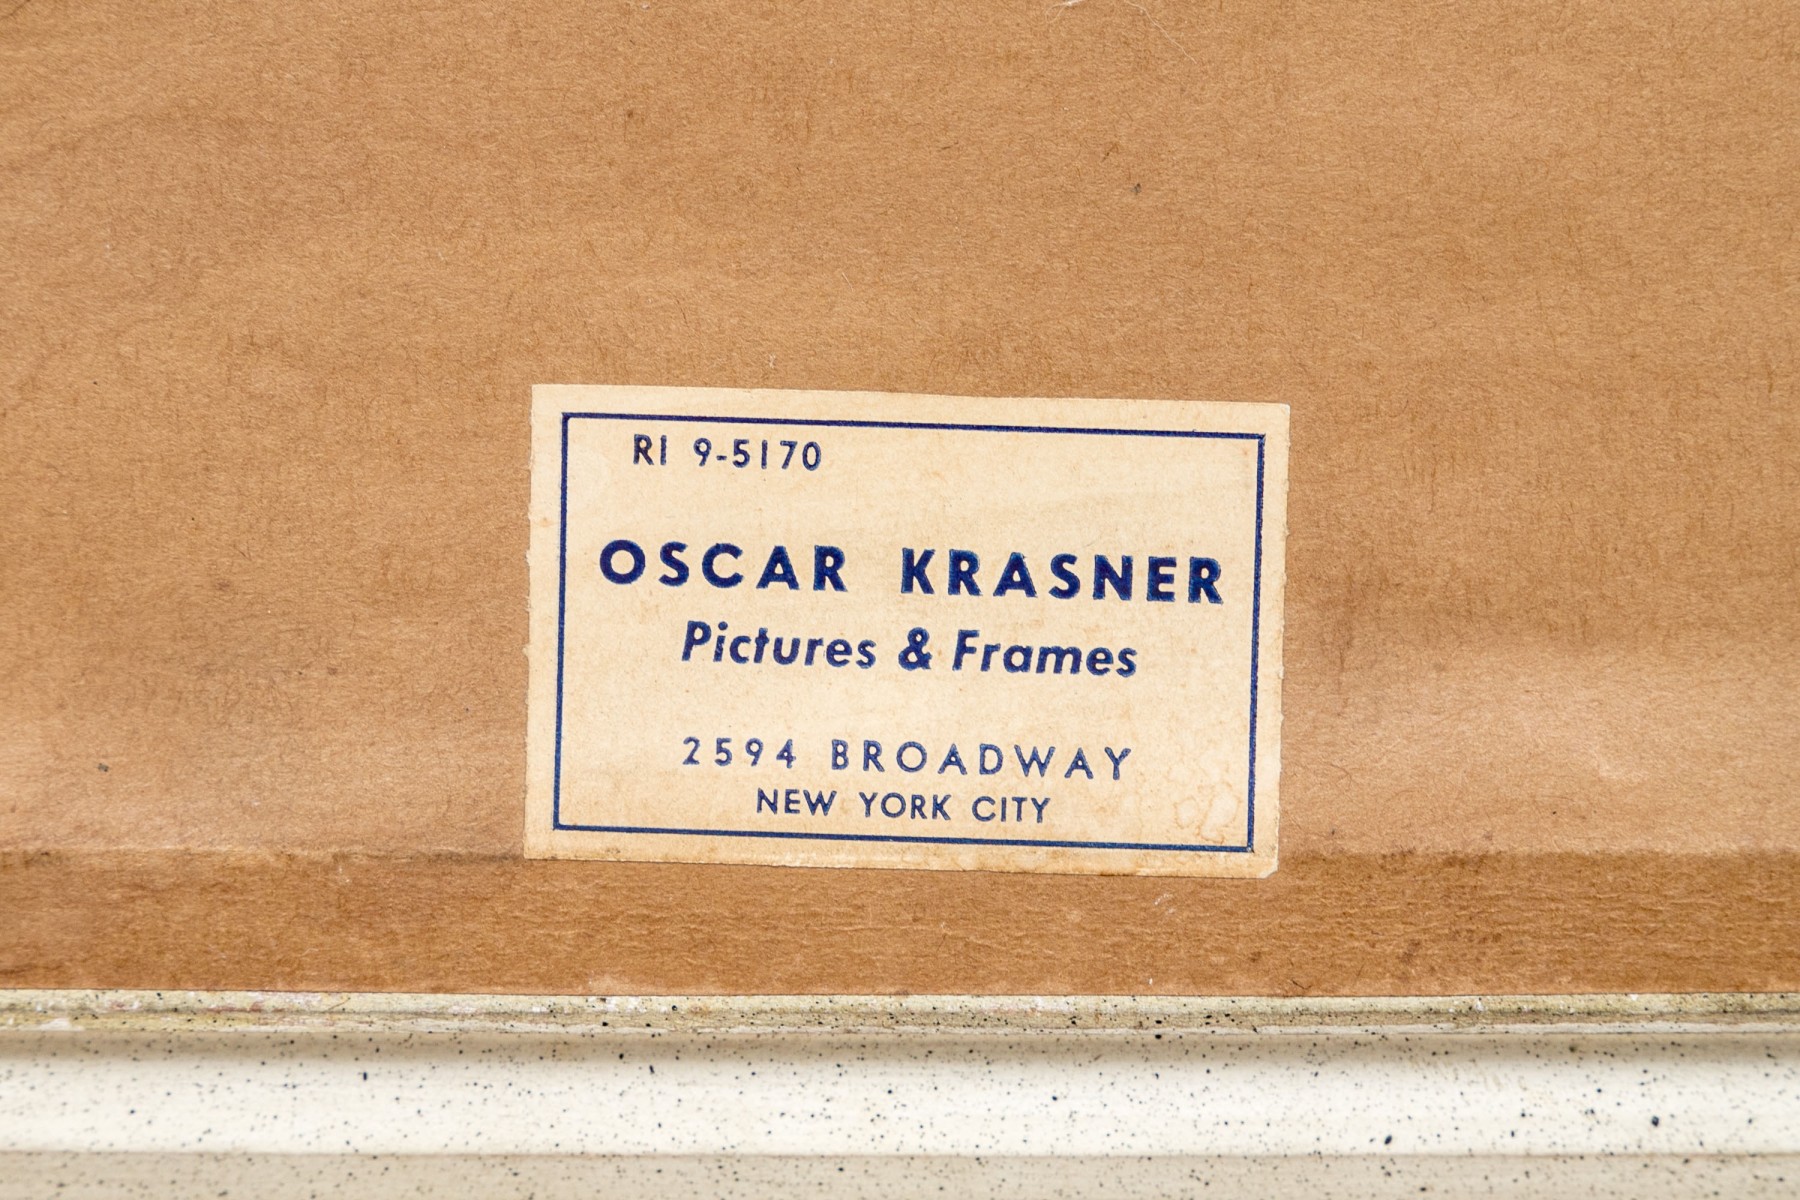 RI 9-5170
OSCAR KRASNER
Pictures & Frames
2594 BROADWAY
NEW YORK CITY